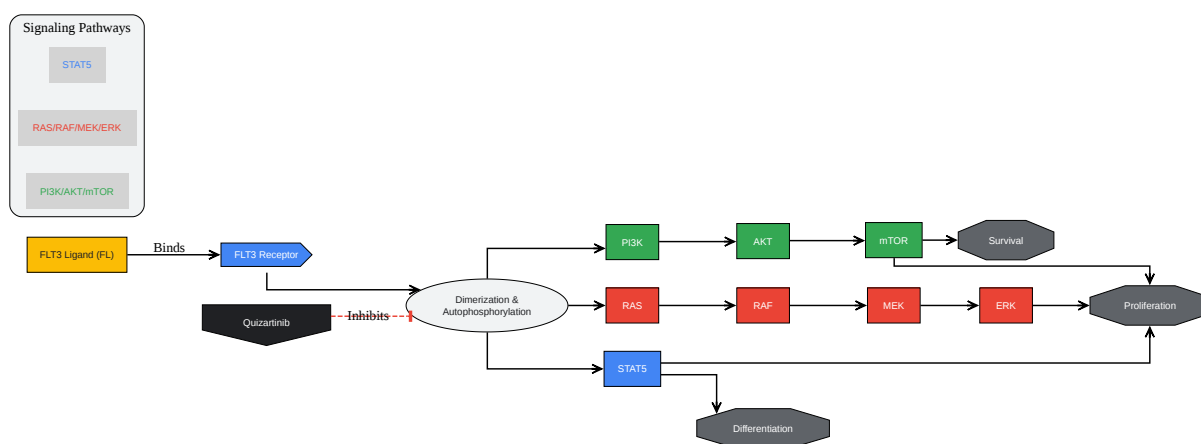 Signaling Pathways
STAT5
RAS/RAF/MEK/ERK
PI3K/AKT/mTOR
FLT3 Ligand (FL)
Binds
FLT3 Receptor
Quizartinib
Inhibits
Dimerization &
Autophosphorylation
PI3K
AKT
mTOR
Survival
RAS
RAF
MEK
ERK
Proliferation
STAT5
Differentiation